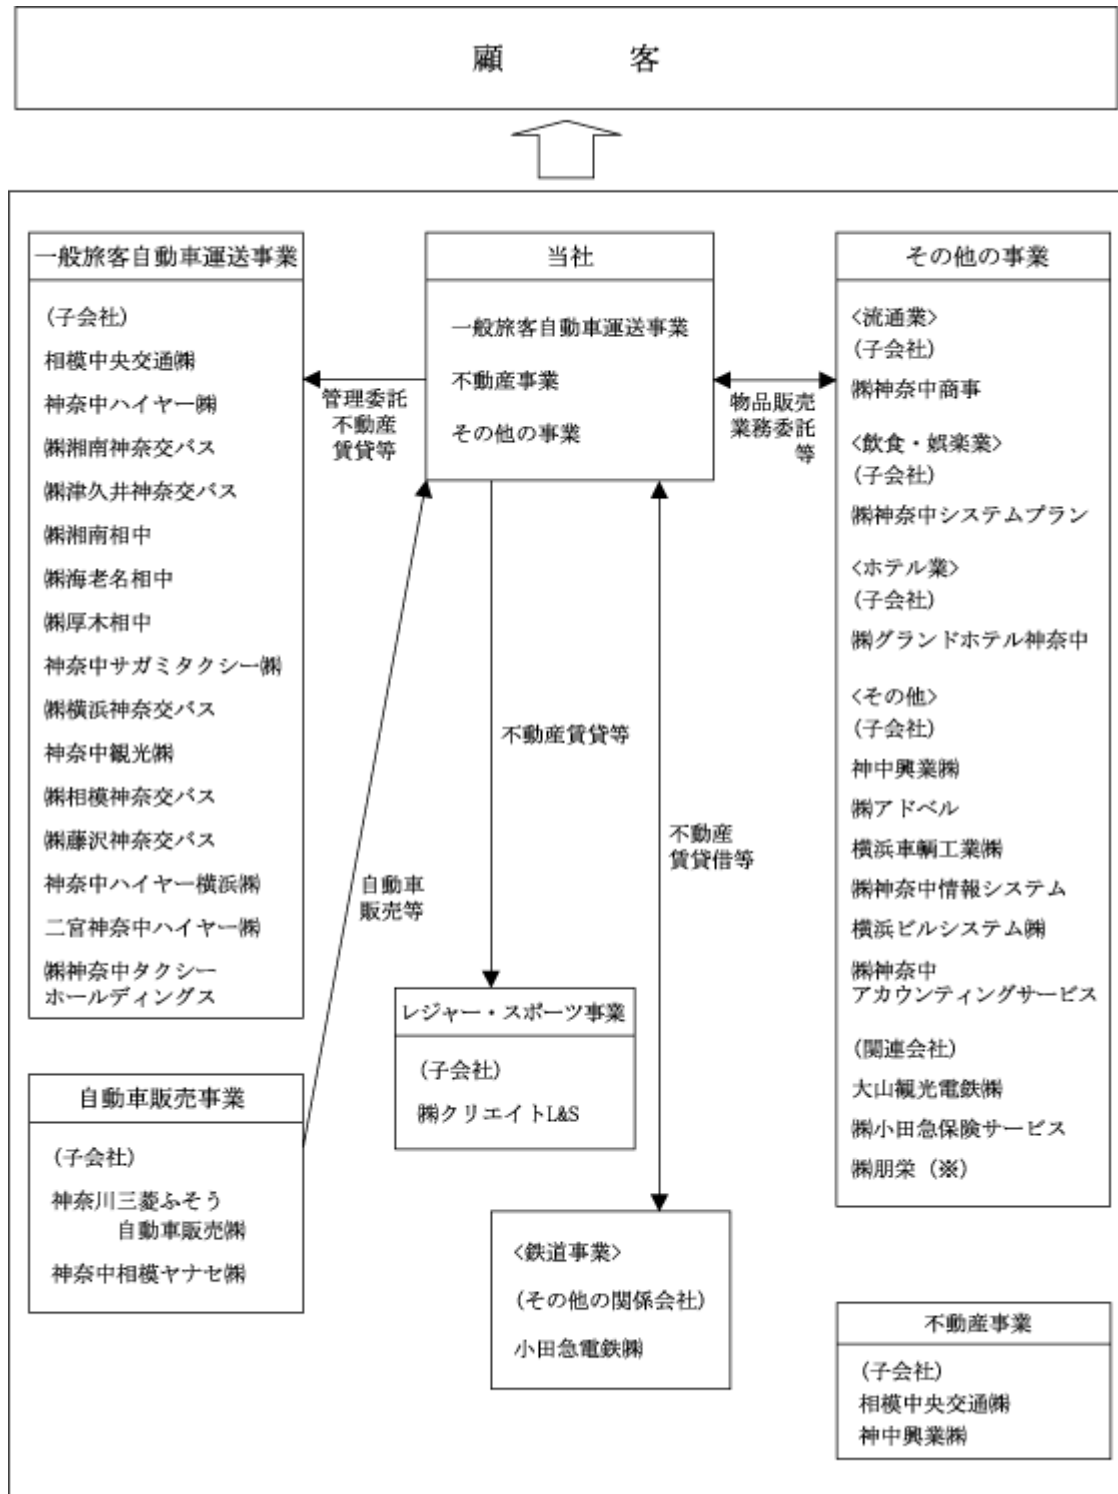 顧客
一般旅客自動車運送事業
(子会社)
相模中央交通㈱
神奈中ハイヤー㈱
㈱湘南神奈交バス
㈱津久井神奈交バス
㈱湘南相中
㈱海老名相中
㈱厚木相中
神奈中サガミタクシー㈱
㈱横浜神奈交バス
神奈中観光㈱
㈱相模神奈交バス
㈱藤沢神奈交バス
神奈中ハイヤー横浜㈱
二宮神奈中ハイヤー㈱
㈱神奈中タクシー
ホールディングス
管理委託
不動産
賃貸等
当社
一般旅客自動車運送事業
不動産事業
その他の事業
物品販売
業務委託
等
その他の事業
<流通業>
(子会社)
㈱神奈中商事
<飲食・娯楽業>
(子会社)
㈱神奈中システムプラン
<ホテル業>
(子会社)
㈱グランドホテル神奈中
<その他>
(子会社)
神中興業㈱
㈱アドベル
横浜車輌工業㈱
㈱神奈中情報システム
横浜ビルシステム㈱
㈱神奈中
アカウンティングサービス
(関連会社)
大山観光電鉄㈱
㈱小田急保険サービス
㈱朋栄(※)
不動産賃貸等
不動産
賃貸借等
自動車
販売等
自動車販売事業
(子会社)
神奈川三菱ふそう
自動車販売㈱
神奈中相模ヤナセ㈱
レジャー・スポーツ事業
(子会社)
㈱クリエイトL&S
<鉄道事業>
(その他の関係会社)
小田急電鉄㈱
不動産事業
(子会社)
相模中央交通㈱
神中興業㈱